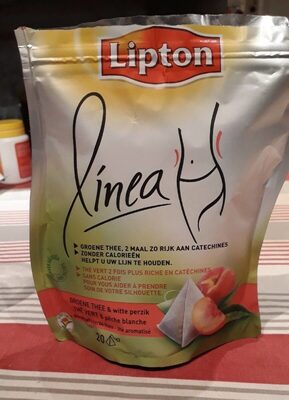 Lipton
línea
GROENE THEE, 2 MAAL ZO RIJK AAN CATECHINES
ZONDER CALORIEËN
HELPT U UW LIJN TE HOUDEN.
THÉ VERT 2 FOIS PLUS RICHE EN CATÉCHINES
SANS CALORIE
POUR VOUS AIDER À PRENDRE
SOIN DE VOTRE SILHOUETTE.
GROENE THEE & witte perzik
THÉ VERT & pêche blanche
aromatisé
20